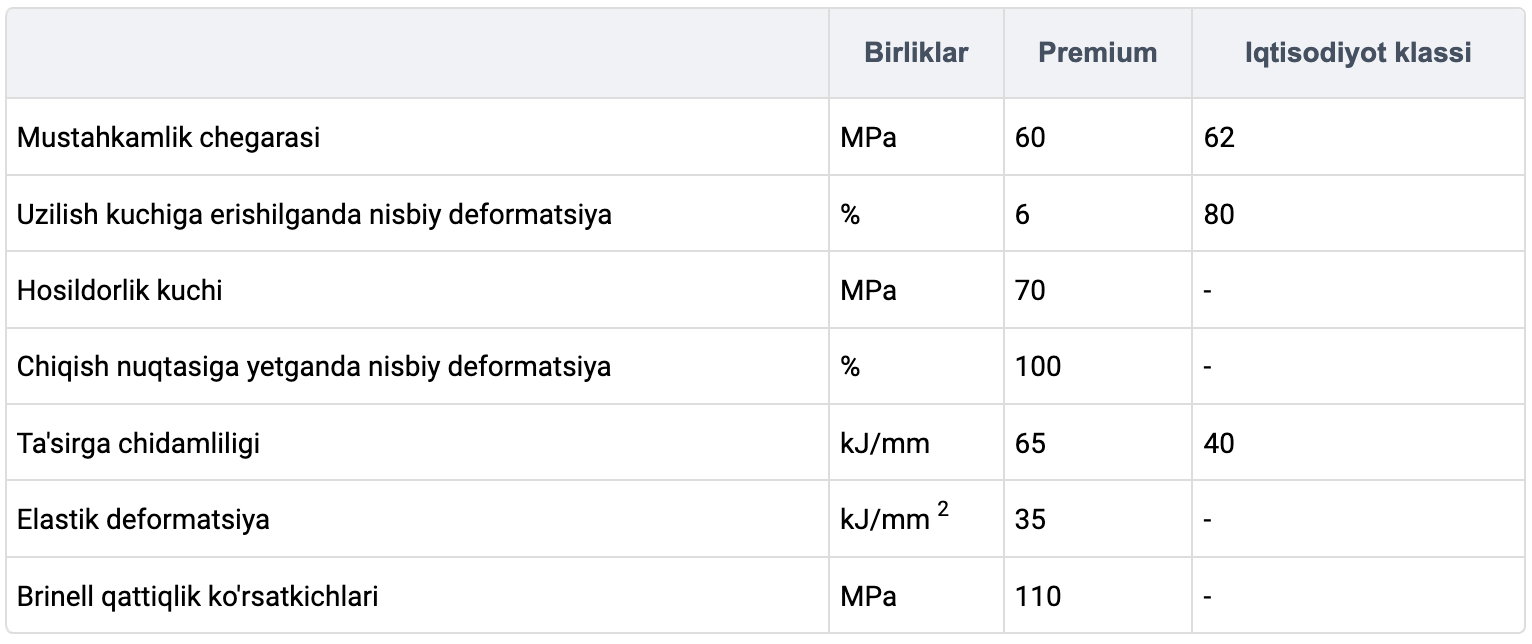 Birliklar Premium Iqtisodiyot klassi
Mustahkamlik chegarasi MPa 60 62
Uzilish kuchiga erishilganda nisbiy deformatsiya % 6 80
Hosildorlik kuchi MPa 70 -
Chiqish nuqtasiga yetganda nisbiy deformatsiya % 100 -
Ta'sirga chidamliligi kJ/mm 65 40
Elastik deformatsiya kJ/mm ² 35 -
Brinell qattiqlik ko'rsatkichlari MPa 110 -